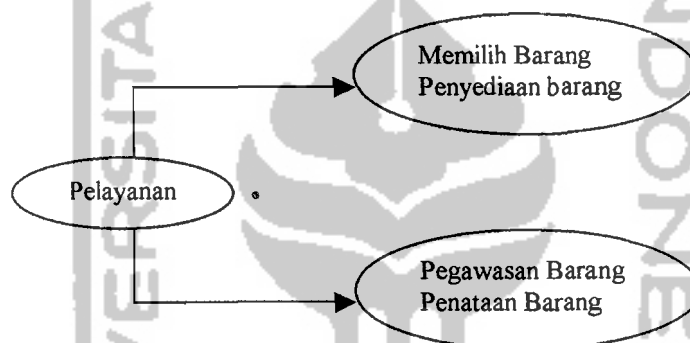 Memilih Barang
Penyediaan barang
Pelayanan
Pegawasan Barang
Penataan Barang